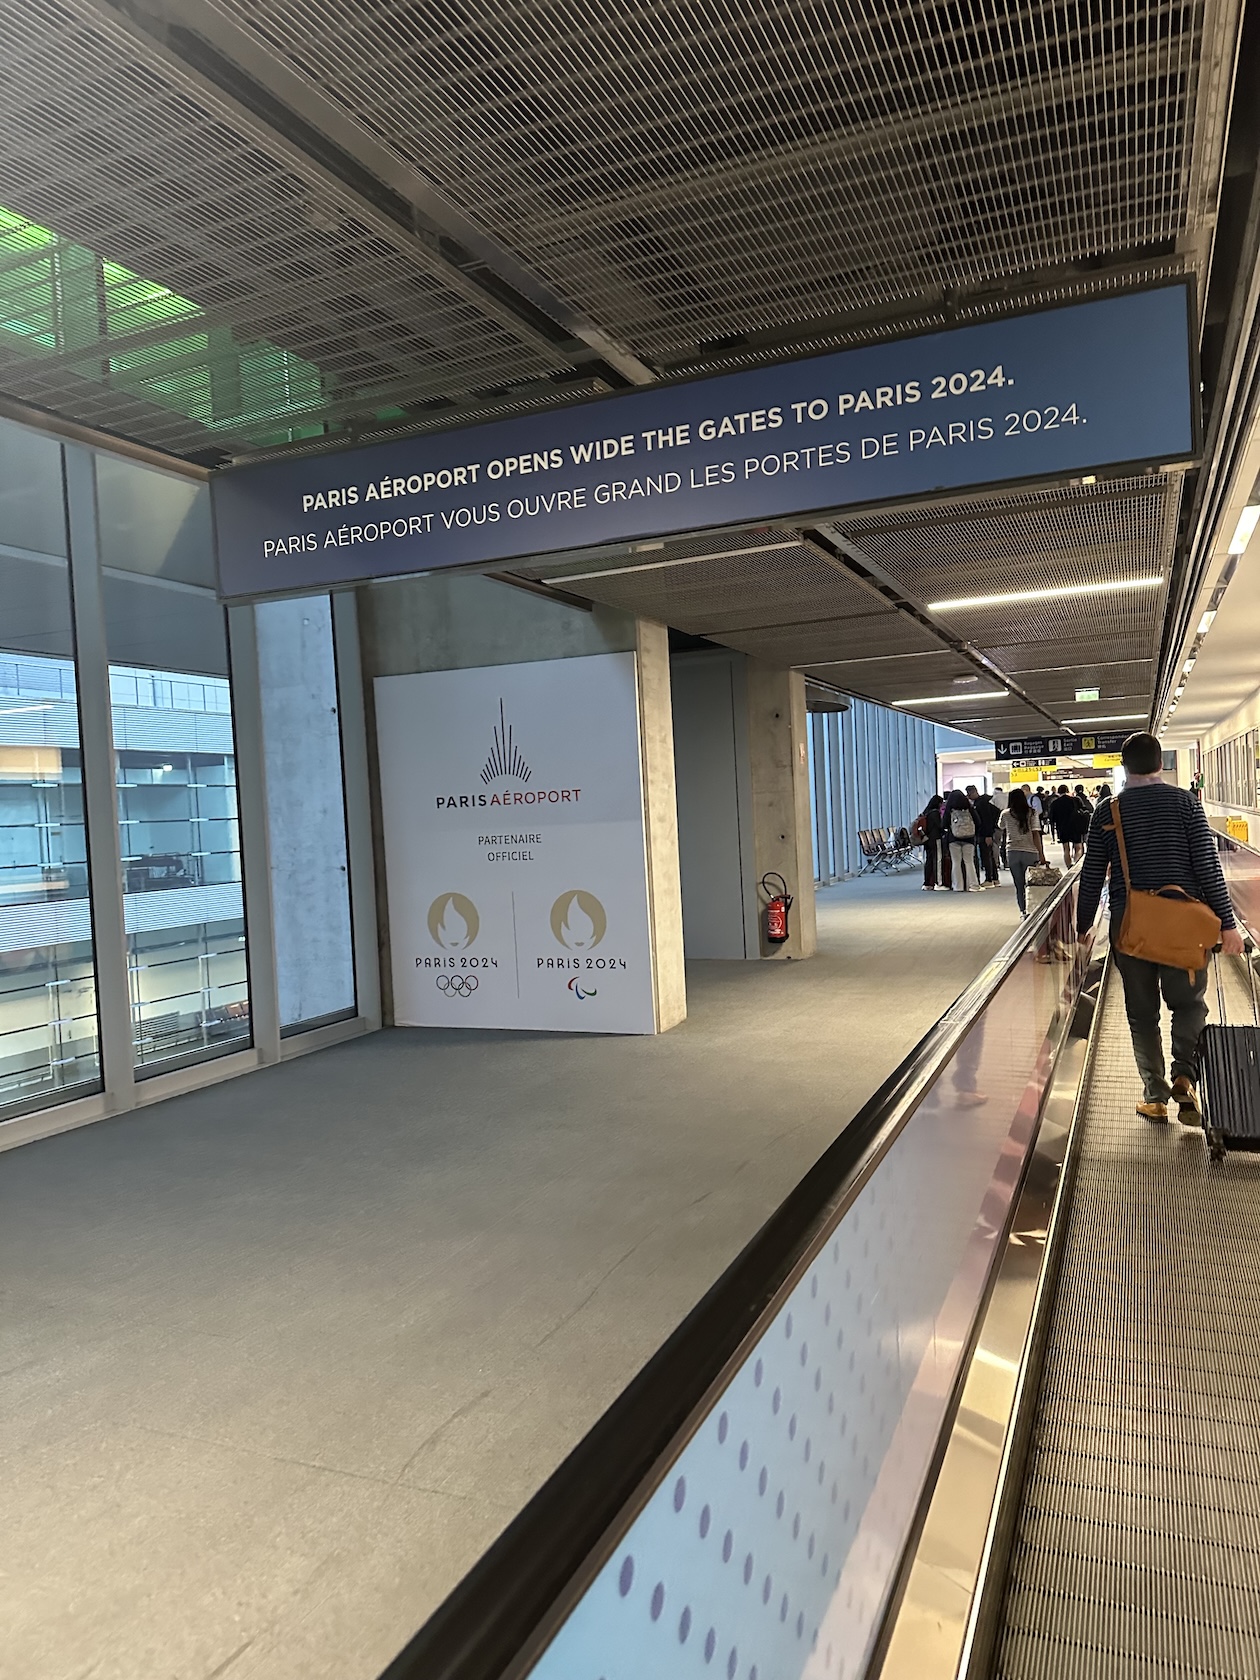 PARIS AÉROPORT OPENS WIDE THE GATES TO PARIS 2024.
PARIS AÉROPORT VOUS OUVRE GRAND LES PORTES DE PARIS 2024.
PARISAÉROPORT
PARTENAIRE
OFFICIEL
PARIS 2024
PARIS 2024